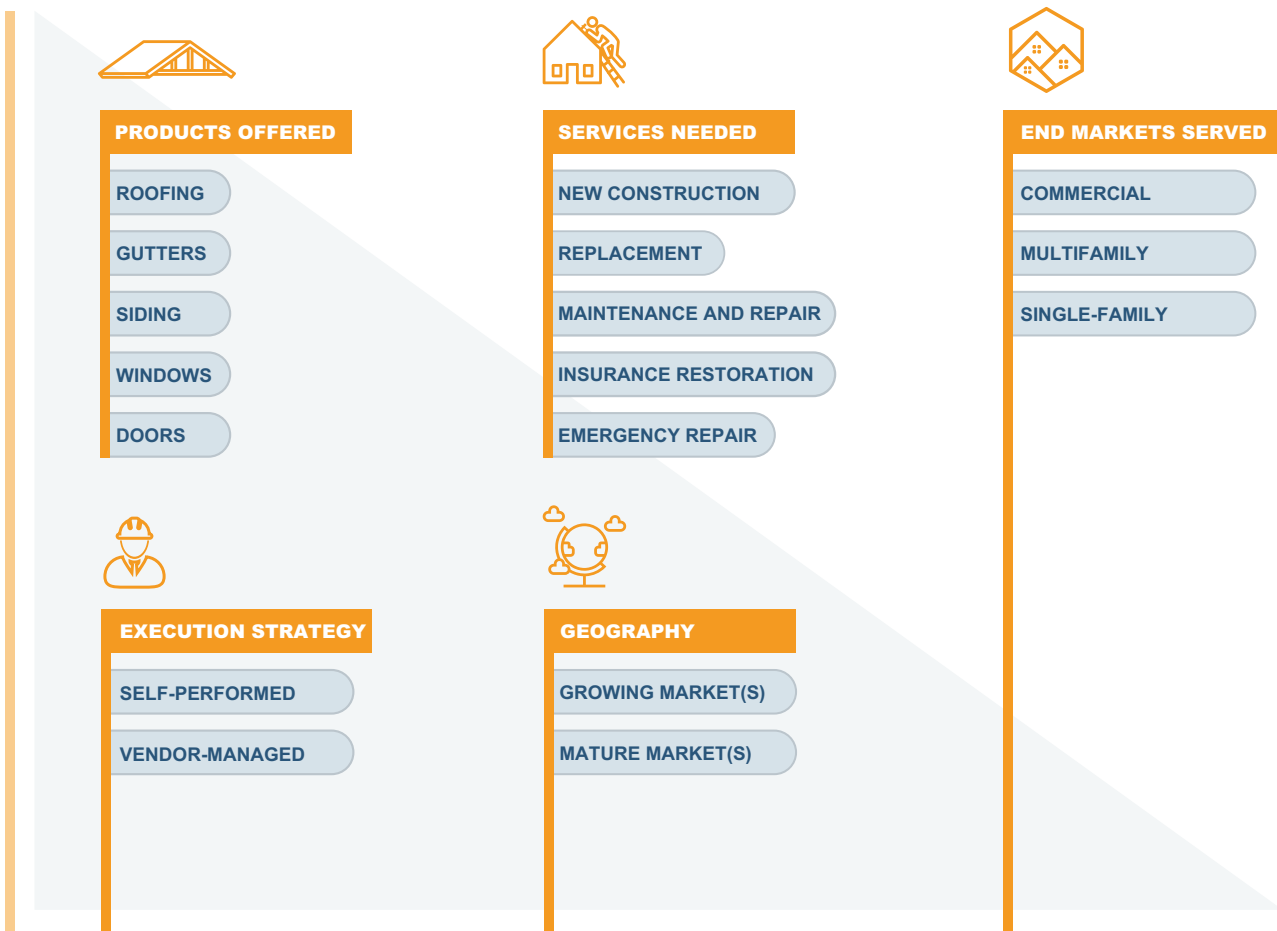 PRODUCTS OFFERED
ROOFING
GUTTERS
SIDING
WINDOWS
DOORS
SERVICES NEEDED
NEW CONSTRUCTION
REPLACEMENT
MAINTENANCE AND REPAIR
INSURANCE RESTORATION
EMERGENCY REPAIR
END MARKETS SERVED
COMMERCIAL
MULTIFAMILY
SINGLE-FAMILY
EXECUTION STRATEGY
SELF-PERFORMED
VENDOR-MANAGED
GEOGRAPHY
GROWING MARKET(S)
MATURE MARKET(S)